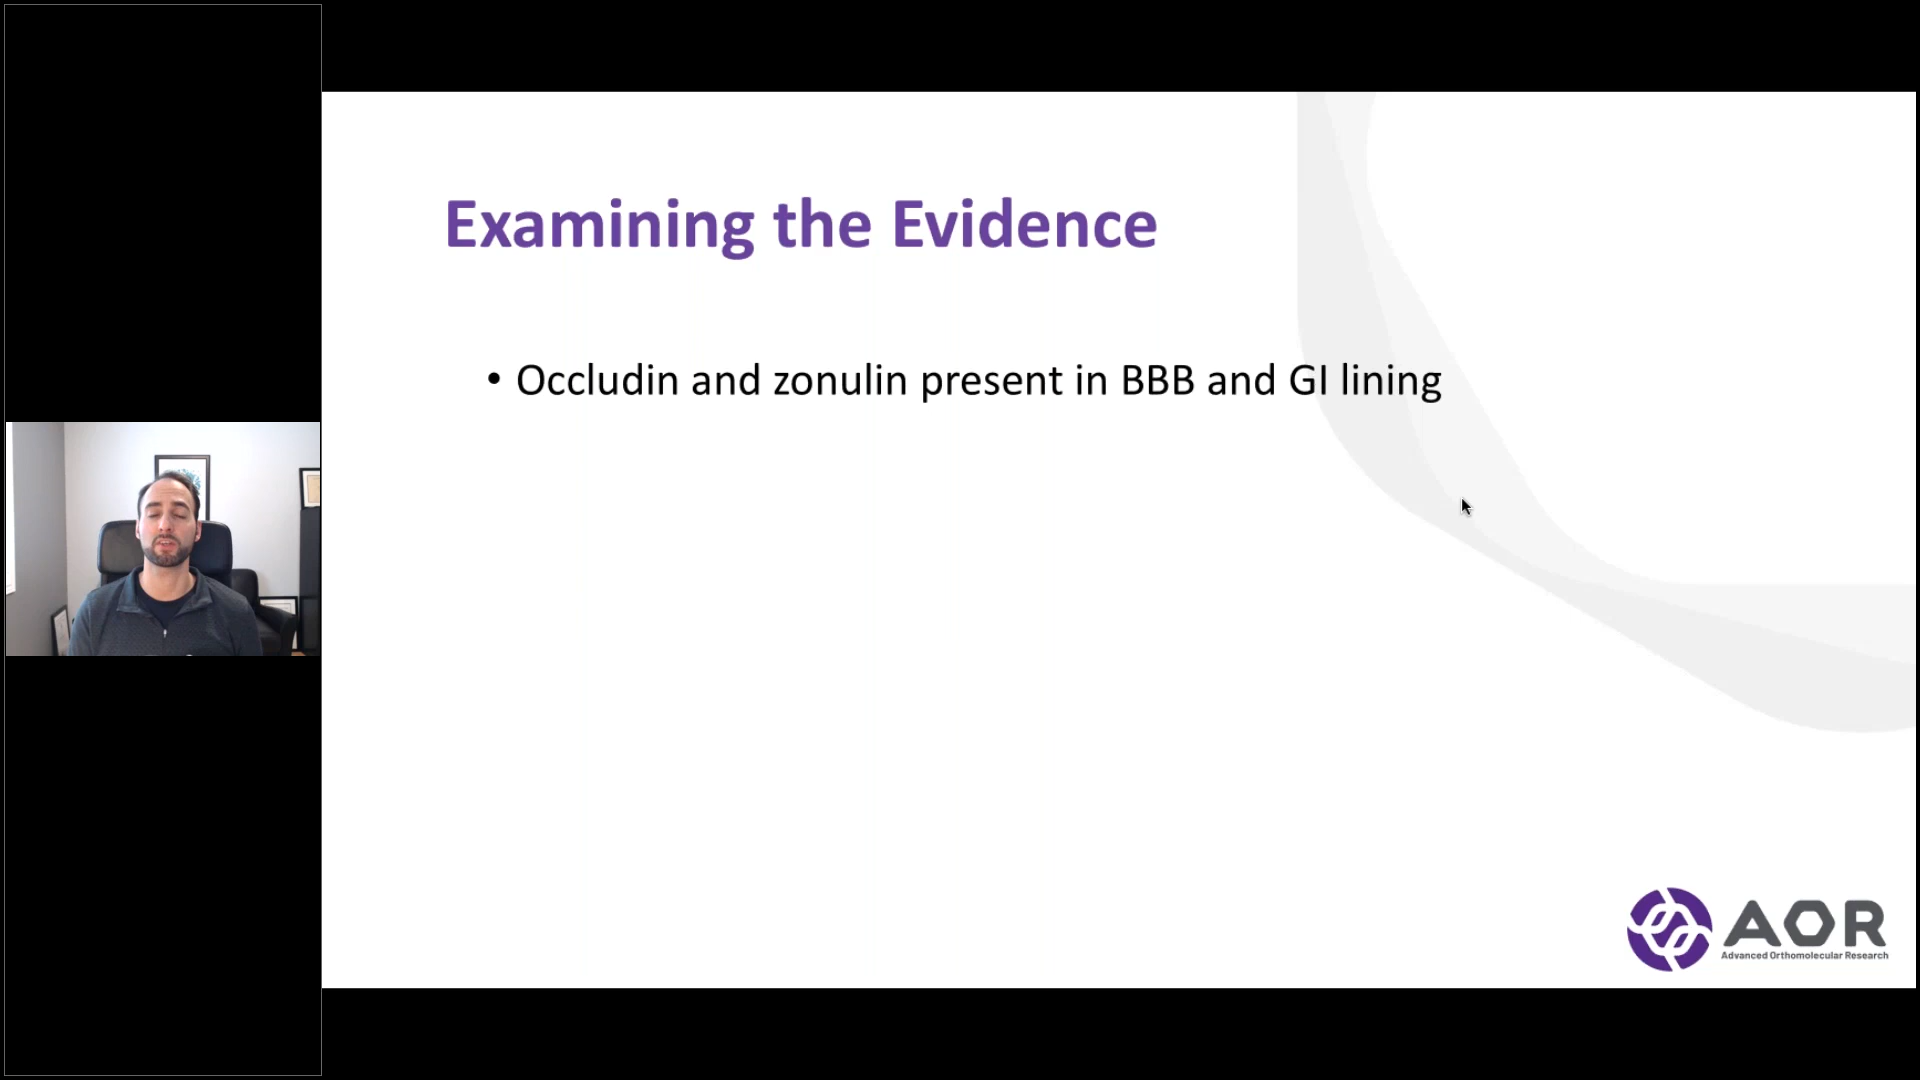 Examining the Evidence
• Occludin and zonulin present in BBB and GI lining
AOR
Advanced Orthomolecular Research